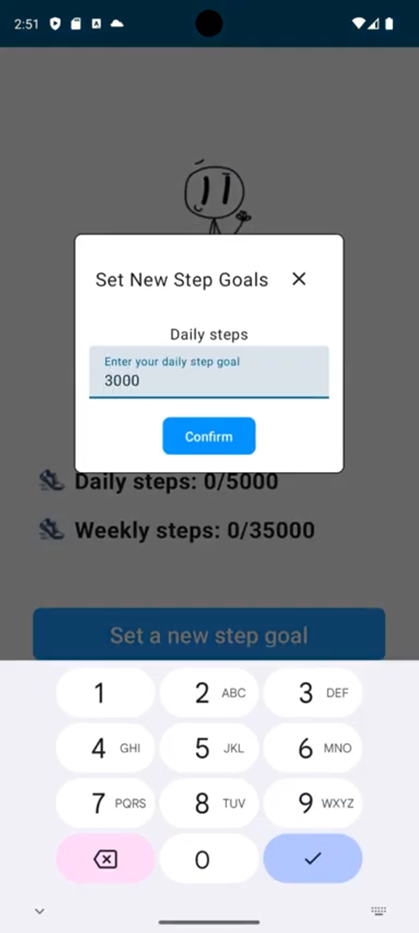 2:51
Set New Step Goals
Daily steps
Enter your daily step goal
3000
Confirm
Daily steps: 0/5000
Weekly steps: 0/35000
Set a new step goal
1 2 ABC 3 DEF
4 GHI 5 JKL 6 MNO
7 PQRS 8 TUV 9 WXYZ
0